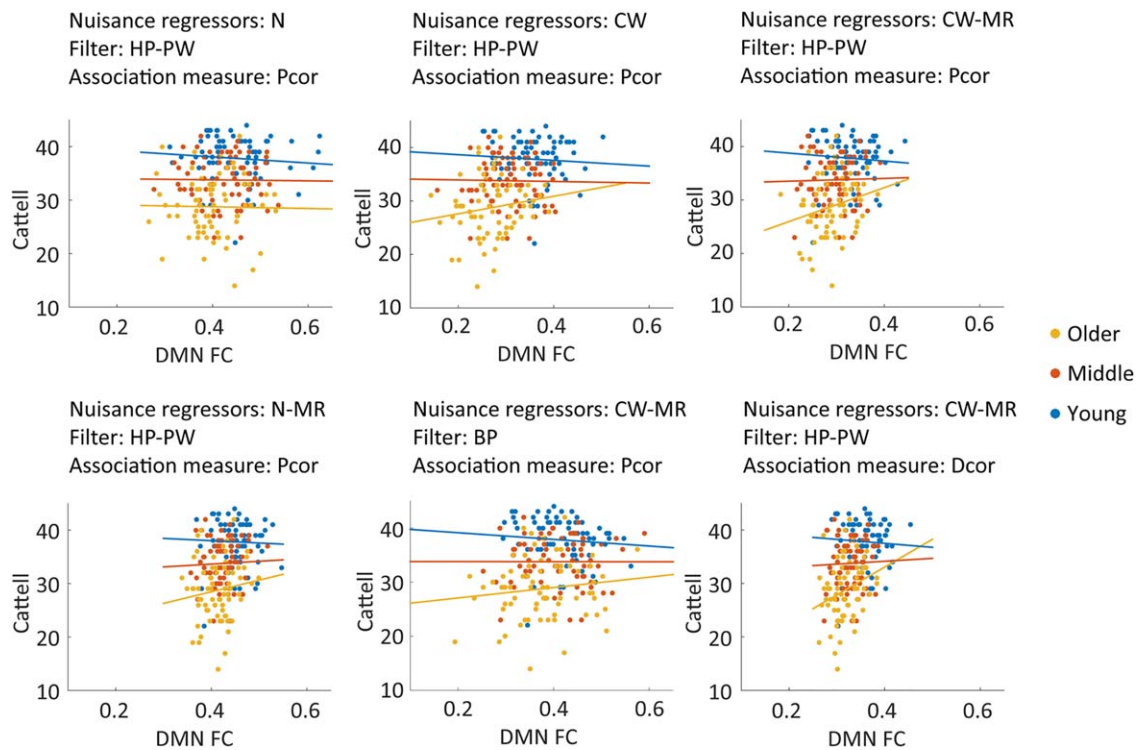 Nuisance regressors: N
Filter: HP-PW
Association measure: Pcor
Nuisance regressors: CW
Filter: HP-PW
Association measure: Pcor
Nuisance regressors: CW-MR
Filter: HP-PW
Association measure: Pcor
Cattell
40
30
20
10
0.2 0.4 0.6
DMN FC
Cattell
40
30
20
10
0.2 0.4 0.6
DMN FC
Cattell
40
30
20
10
0.2 0.4 0.6
DMN FC
Older
Middle
Young
Nuisance regressors: N-MR
Filter: HP-PW
Association measure: Pcor
Nuisance regressors: CW-MR
Filter: BP
Association measure: Pcor
Nuisance regressors: CW-MR
Filter: HP-PW
Association measure: Dcor
Cattell
40
30
20
10
0.2 0.4 0.6
DMN FC
Cattell
40
30
20
10
0.2 0.4 0.6
DMN FC
Cattell
40
30
20
10
0.2 0.4 0.6
DMN FC